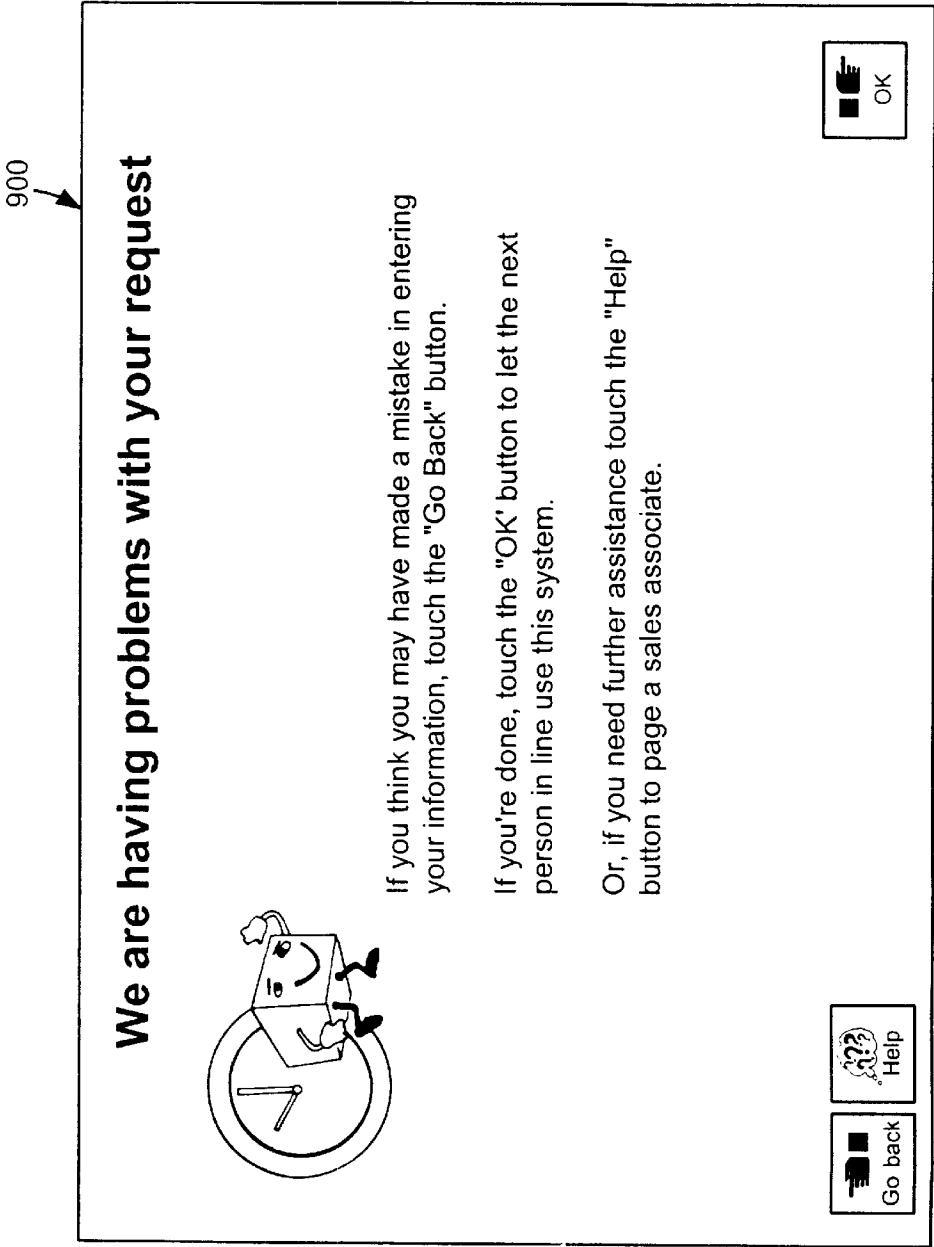 900
We are having problems with your request
If you think you may have made a mistake in entering
your information, touch the "Go Back" button.
If you're done, touch the "OK' button to let the next
person in line use this system.
Or, if you need further assistance touch the "Help"
button to page a sales associate.
Go back
???
Help
OK